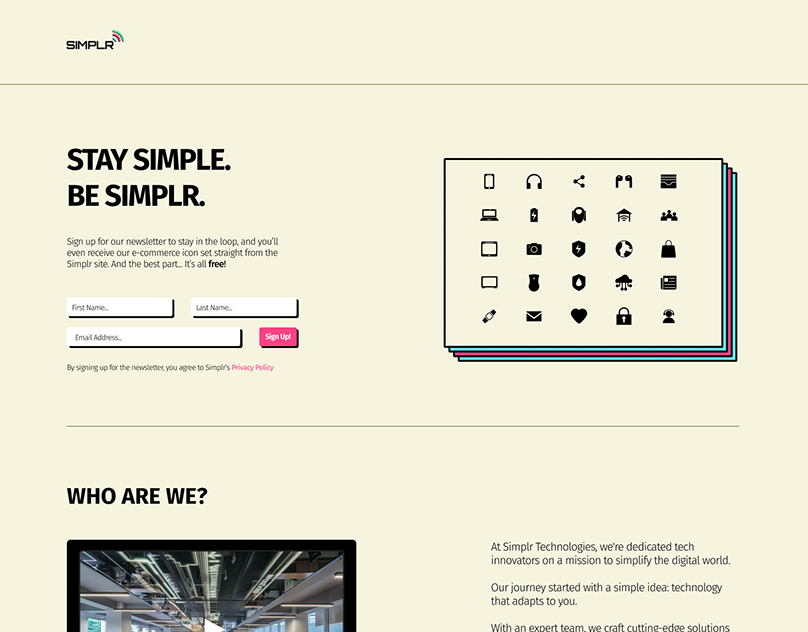 SIMPLR
STAY SIMPLE.
BE SIMPLR.
Sign up for our newsletter to stay in the loop, and you'll
even receive our e-commerce icon set straight from the
Simplr site. And the best part... It's all free!
First Name... Last Name...
Email Address... Sign Up!
By signing up for the newsletter, you agree to Simplr's Privacy Policy
WHO ARE WE?
At Simplr Technologies, we're dedicated tech
innovators on a mission to simplify the digital world.
Our journey started with a simple idea: technology
that adapts to you.
With an expert team, we craft cutting-edge solutions